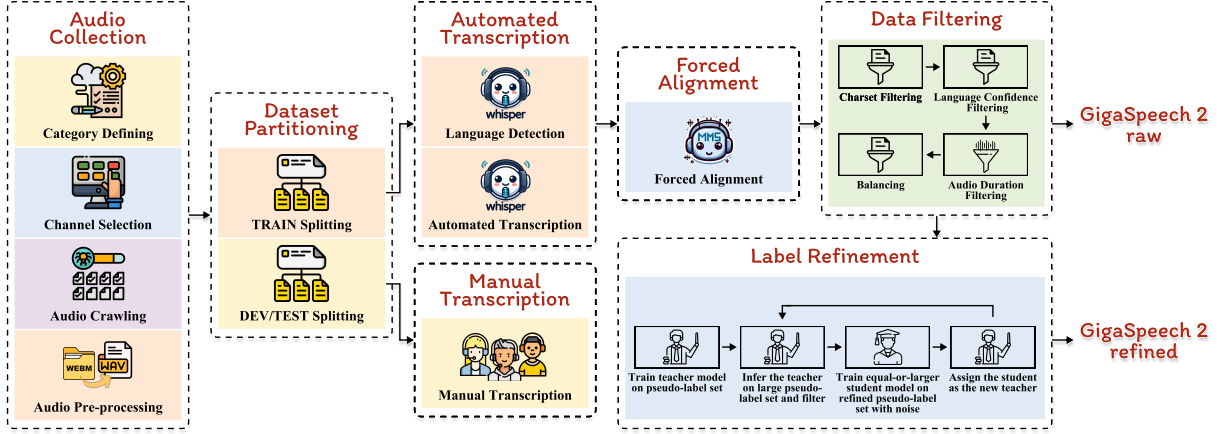 Audio
Collection
Category Defining
Channel Selection
Audio Crawling
WEBM
WAV
Audio Pre-processing
Dataset
Partitioning
TRAIN Splitting
DEV/TEST Splitting
Automated
Transcription
whisper
Language Detection
whisper
Automated Transcription
Manual
Transcription
Manual Transcription
Forced
Alignment
MMS
Forced Alignment
Data Filtering
Charset Filtering
Language Confidence
Filtering
Balancing
Audio Duration
Filtering
Label Refinement
Train teacher model
on pseudo-label set
Infer the teacher
on large pseudo-
label set and filter
Train equal-or-larger
student model on
refined pseudo-label
set with noise
Assign the student
as the new teacher
GigaSpeech 2
raw
GigaSpeech 2
refined